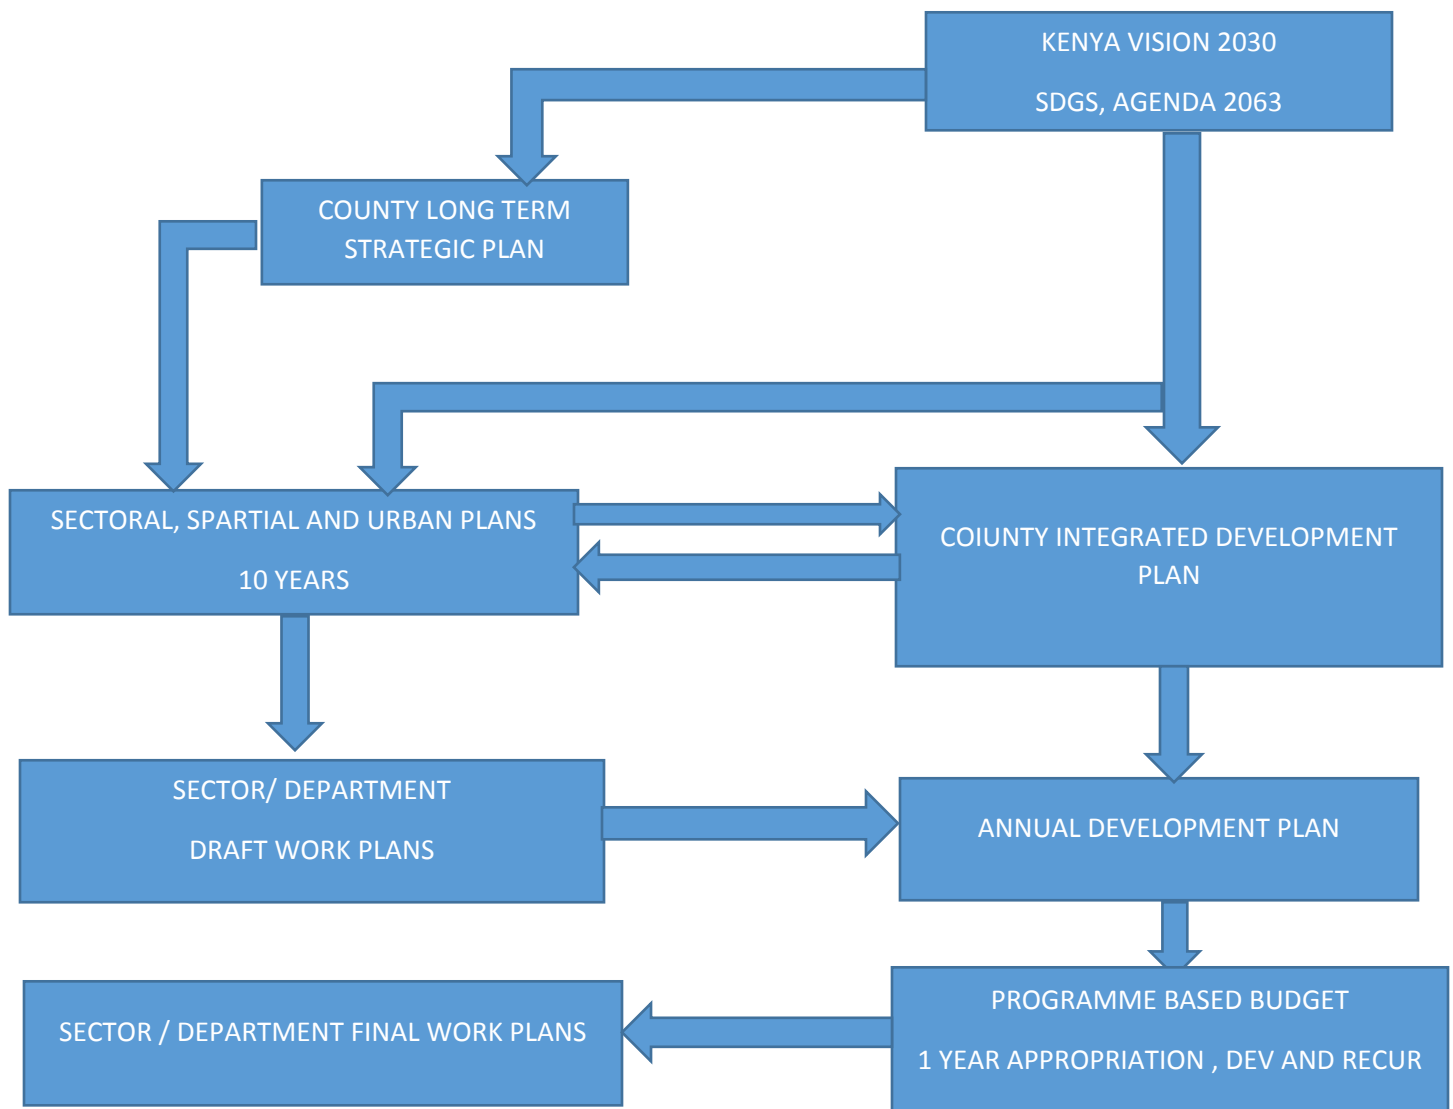 KENYA VISION 2030
SDGS, AGENDA 2063
COUNTY LONG TERM
STRATEGIC PLAN
SECTORAL, SPARTIAL AND URBAN PLANS
10 YEARS
COIUNTY INTEGRATED DEVELOPMENT
PLAN
SECTOR/ DEPARTMENT
DRAFT WORK PLANS
ANNUAL DEVELOPMENT PLAN
SECTOR / DEPARTMENT FINAL WORK PLANS
PROGRAMME BASED BUDGET
1 YEAR APPROPRIATION , DEV AND RECUR